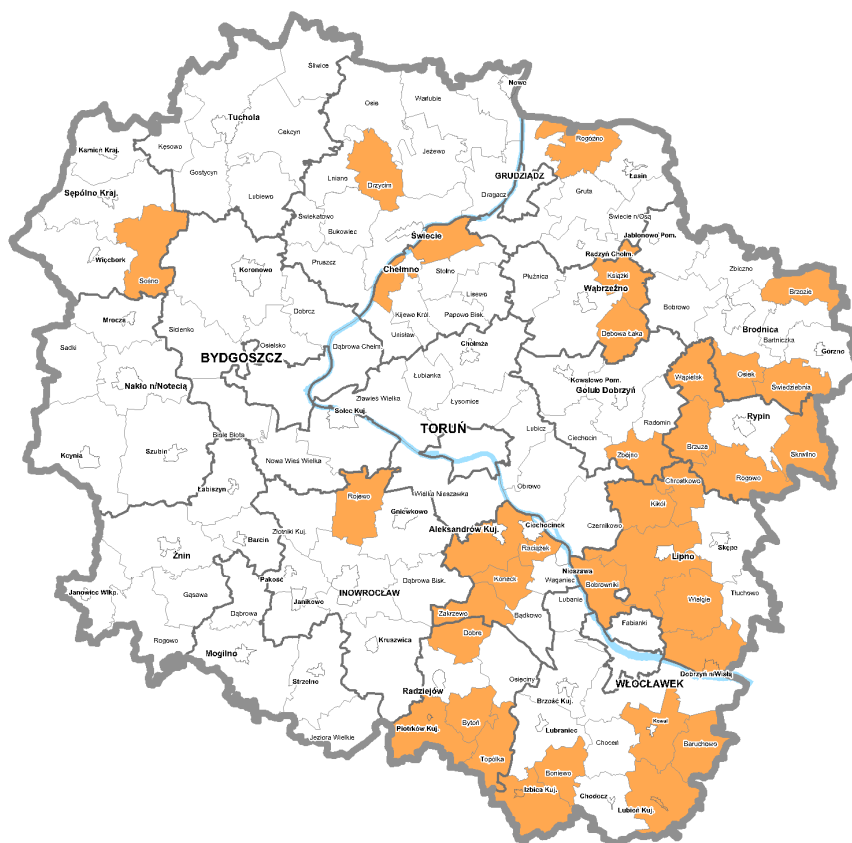 Śliwice
Nowe
Osie
Warlubie
Tuchola
Cekcyn
Kęsowo
Kamień Kraj.
Rogoźno
Jeżewo
Gostycyn
Lniano
Drzycim
GRUDZIĄDZ
Łasin
Sępólno Kraj.
Lubiewo
Dragacz
Gruta
Świekatowo
Bukowiec
Świecie n/Osą
Świecie
Jabłonowo Pom.
Więcbork
Pruszcz
Radzyń Chełm.
Koronowo
Chełmno
Stolno
Zbiczno
Sośno
Płużnica
Książki
Wąbrzeźno
Lisewo
Brzozie
Bobrowo
Mrocza
Dobrcz
Kijewo Król.
Papowo Bisk.
Dębowa Łąka
Brodnica
Sicienko
Unisław
Bartniczka
Sadki
Osielsko
Dąbrowa Chełm.
Chełmża
Górzno
BYDGOSZCZ
Osiek
Łubianka
Kowalewo Pom.
Wąpielsk
Nakło n/Notecią
Golub Dobrzyń
Świedziebnia
Zławieś Wielka
Łysomice
Solec Kuj.
Rypin
TORUŃ
Radomin
Białe Błota
Lubicz
Ciechocin
Brzuze
Szubin
Zbójno
Skrwilno
Kcynia
Nowa Wieś Wielka
Rogowo
Obrowo
Chrostkowo
Łabiszyn
Rojewo
Wielka Nieszawka
Kikół
Gniewkowo
Ciechocinek
Aleksandrów Kuj.
Czernikowo
Złotniki Kuj.
Barcin
Raciążek
Skępe
Żnin
Lipno
Nieszawa
Pakość
Koneck
Waganiec
Bobrowniki
Dąbrowa Bisk.
Janowiec Wlkp.
Gąsawa
INOWROCŁAW
Tłuchowo
Janikowo
Lubanie
Wielgie
Dąbrowa
Zakrzewo
Bądkowo
Fabianki
Rogowo
Kruszwica
Dobre
Mogilno
Dobrzyń n/Wisłą
Strzelno
Osięciny
WŁOCŁAWEK
Radziejów
Brześć Kuj.
Bytoń
Kowal
Piotrków Kuj.
Lubraniec
Jeziora Wielkie
Choceń
Baruchowo
Topólka
Boniewo
Izbica Kuj.
Chodecz
Lubień Kuj.